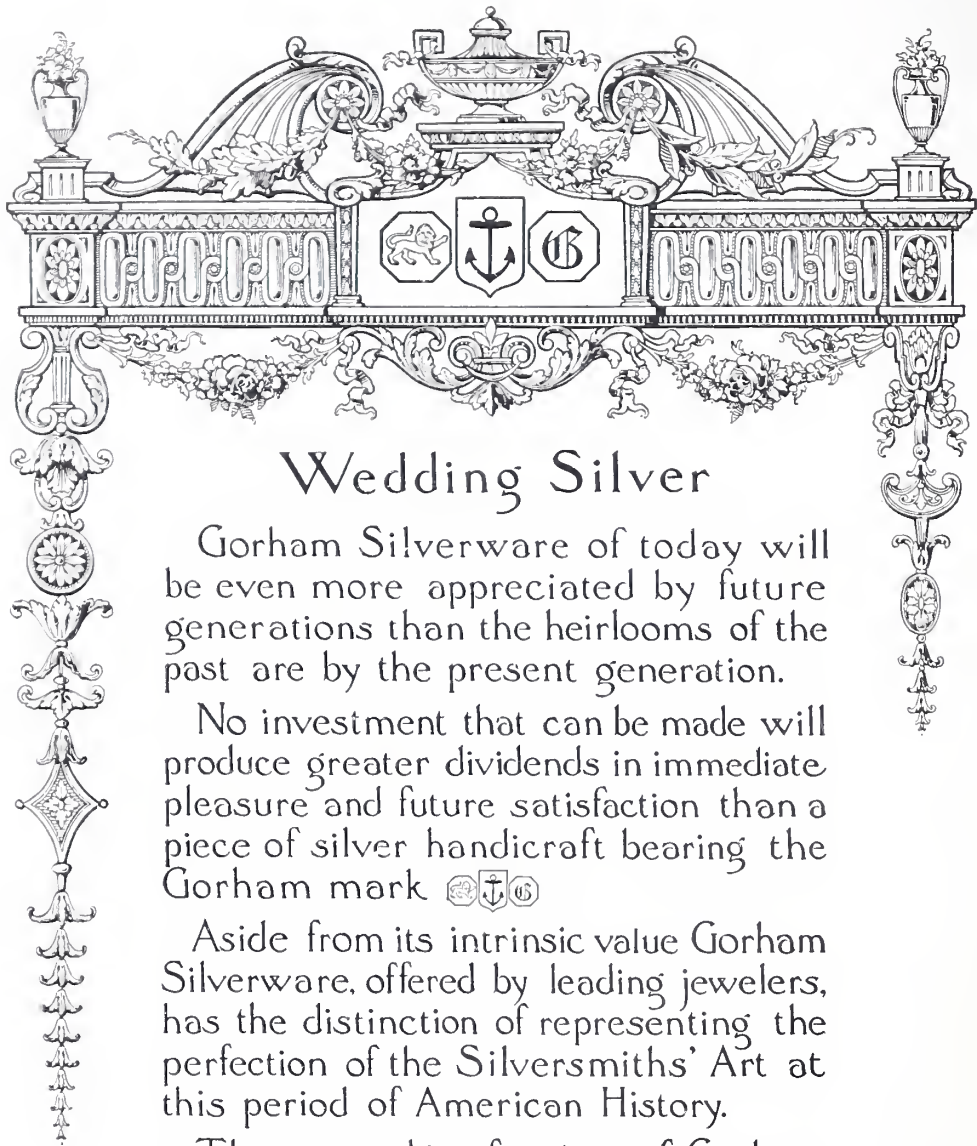 G
Wedding Silver
Gorham Silverware of today will
be even more appreciated by future
generations than the heirlooms of the
past are by the present generation.
No investment that can be made will
produce greater dividends in immediate
pleasure and future satisfaction than a
piece of silver handicraft bearing the
Gorham mark G
Aside from its intrinsic value Gorham
Silverware, offered by leading jewelers,
has the distinction of representing the
perfection of the Silversmiths' Art at
this period of American History.